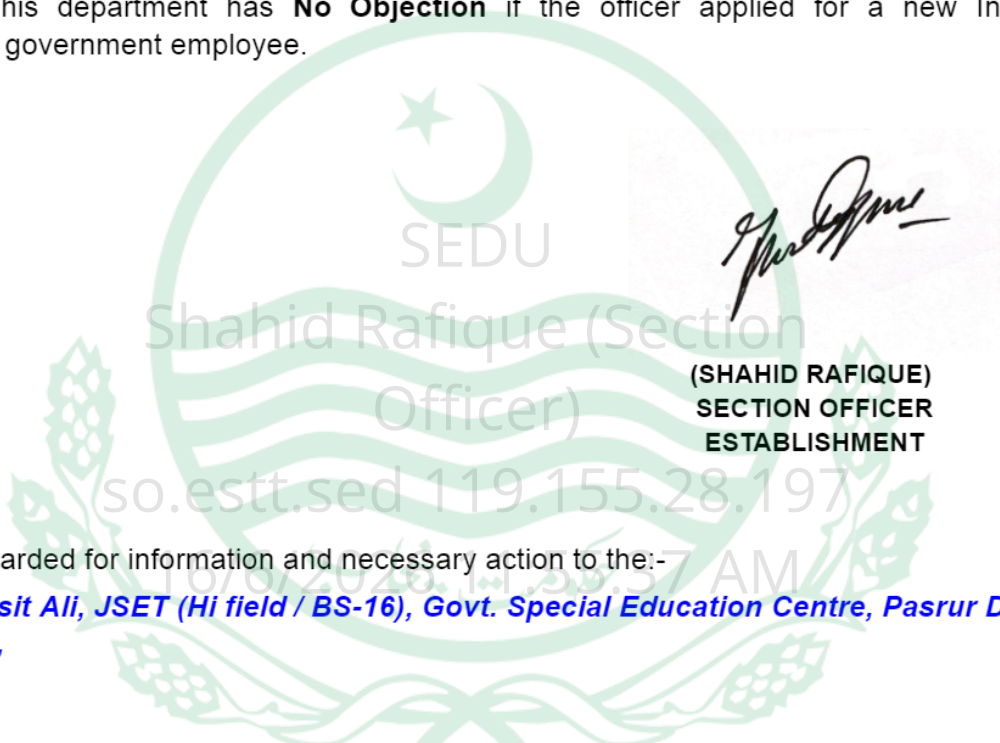 his department has No Objection if the officer applied for a new In
government employee.
SEDU
Shahid Rafique (Section
Officer)
(SHAHID RAFIQUE)
SECTION OFFICER
ESTABLISHMENT
so.estt.sed 119.155.28.197
arded for information and necessary action to the:-
AM
sit Ali, JSET (Hi field / BS-16), Govt. Special Education Centre, Pasrur D